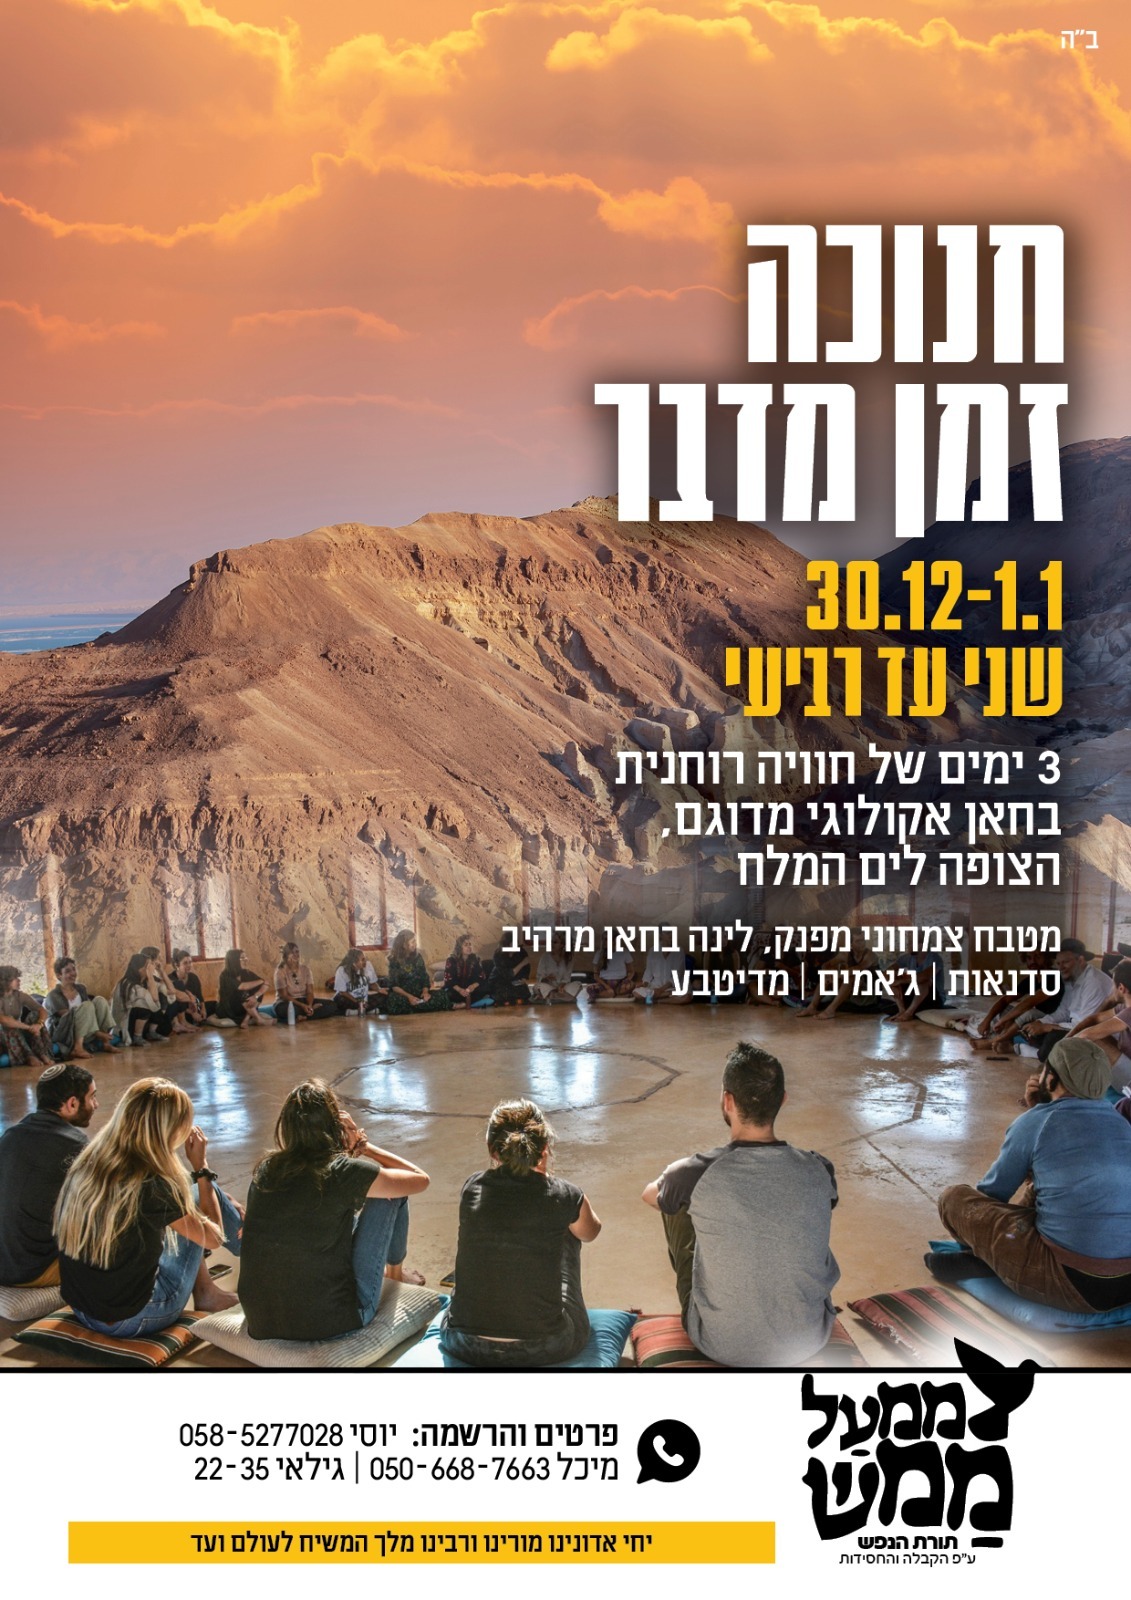 ב"ה
חנוכה
זמן מדבר
30.12-1.1
שני עד רביעי
3 ימים של חוויה רוחנית
בחאן אקולוגי מדוגם,
הצופה לים המלח
מטבח צמחוני מפנק, לינה בחאן מרהיב
סדנאות | ג'אמים | מדיטבע
פרטים והרשמה: יוסי 058-5277028
מיכל 050-668-7663 | גילאי 22-35
יחי אדונינו מורינו ורבינו מלך המשיח לעולם ועד
ממעל
ממש
תורת הנפש
ע"פ הקבלה והחסידות